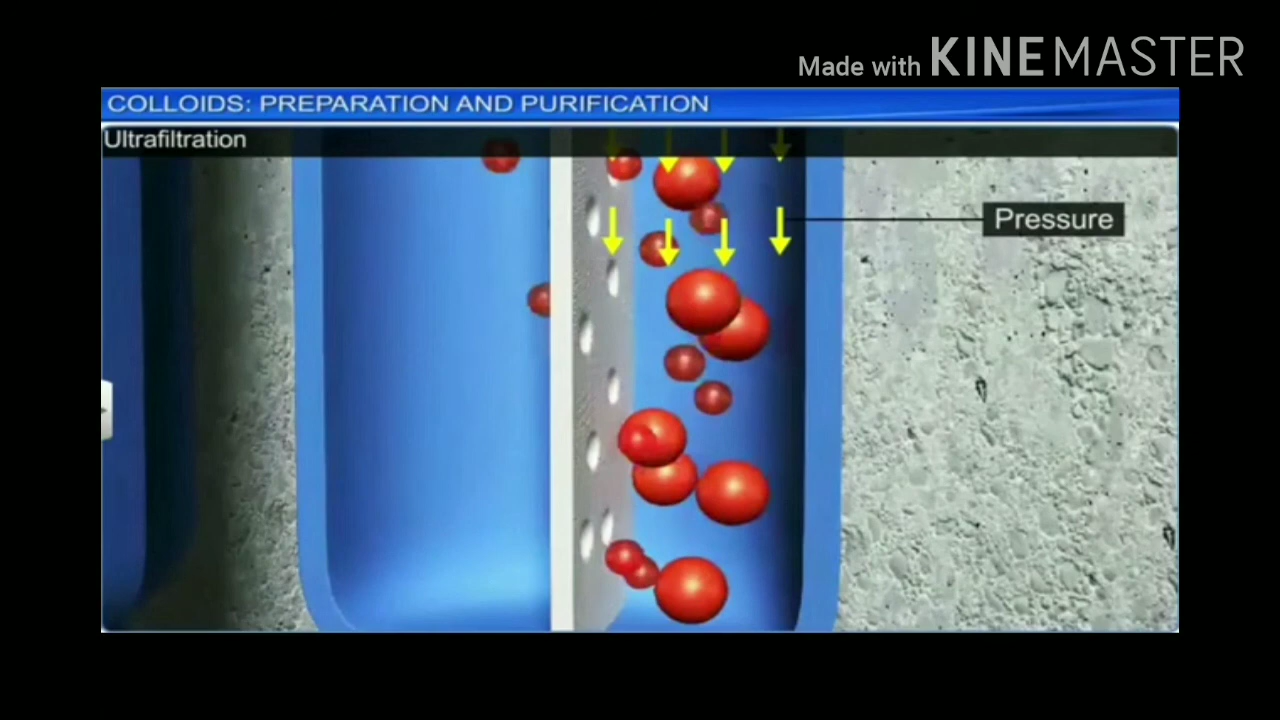 Made with KINEMASTER
COLLOIDS: PREPARATION AND PURIFICATION
Ultrafiltration
Pressure